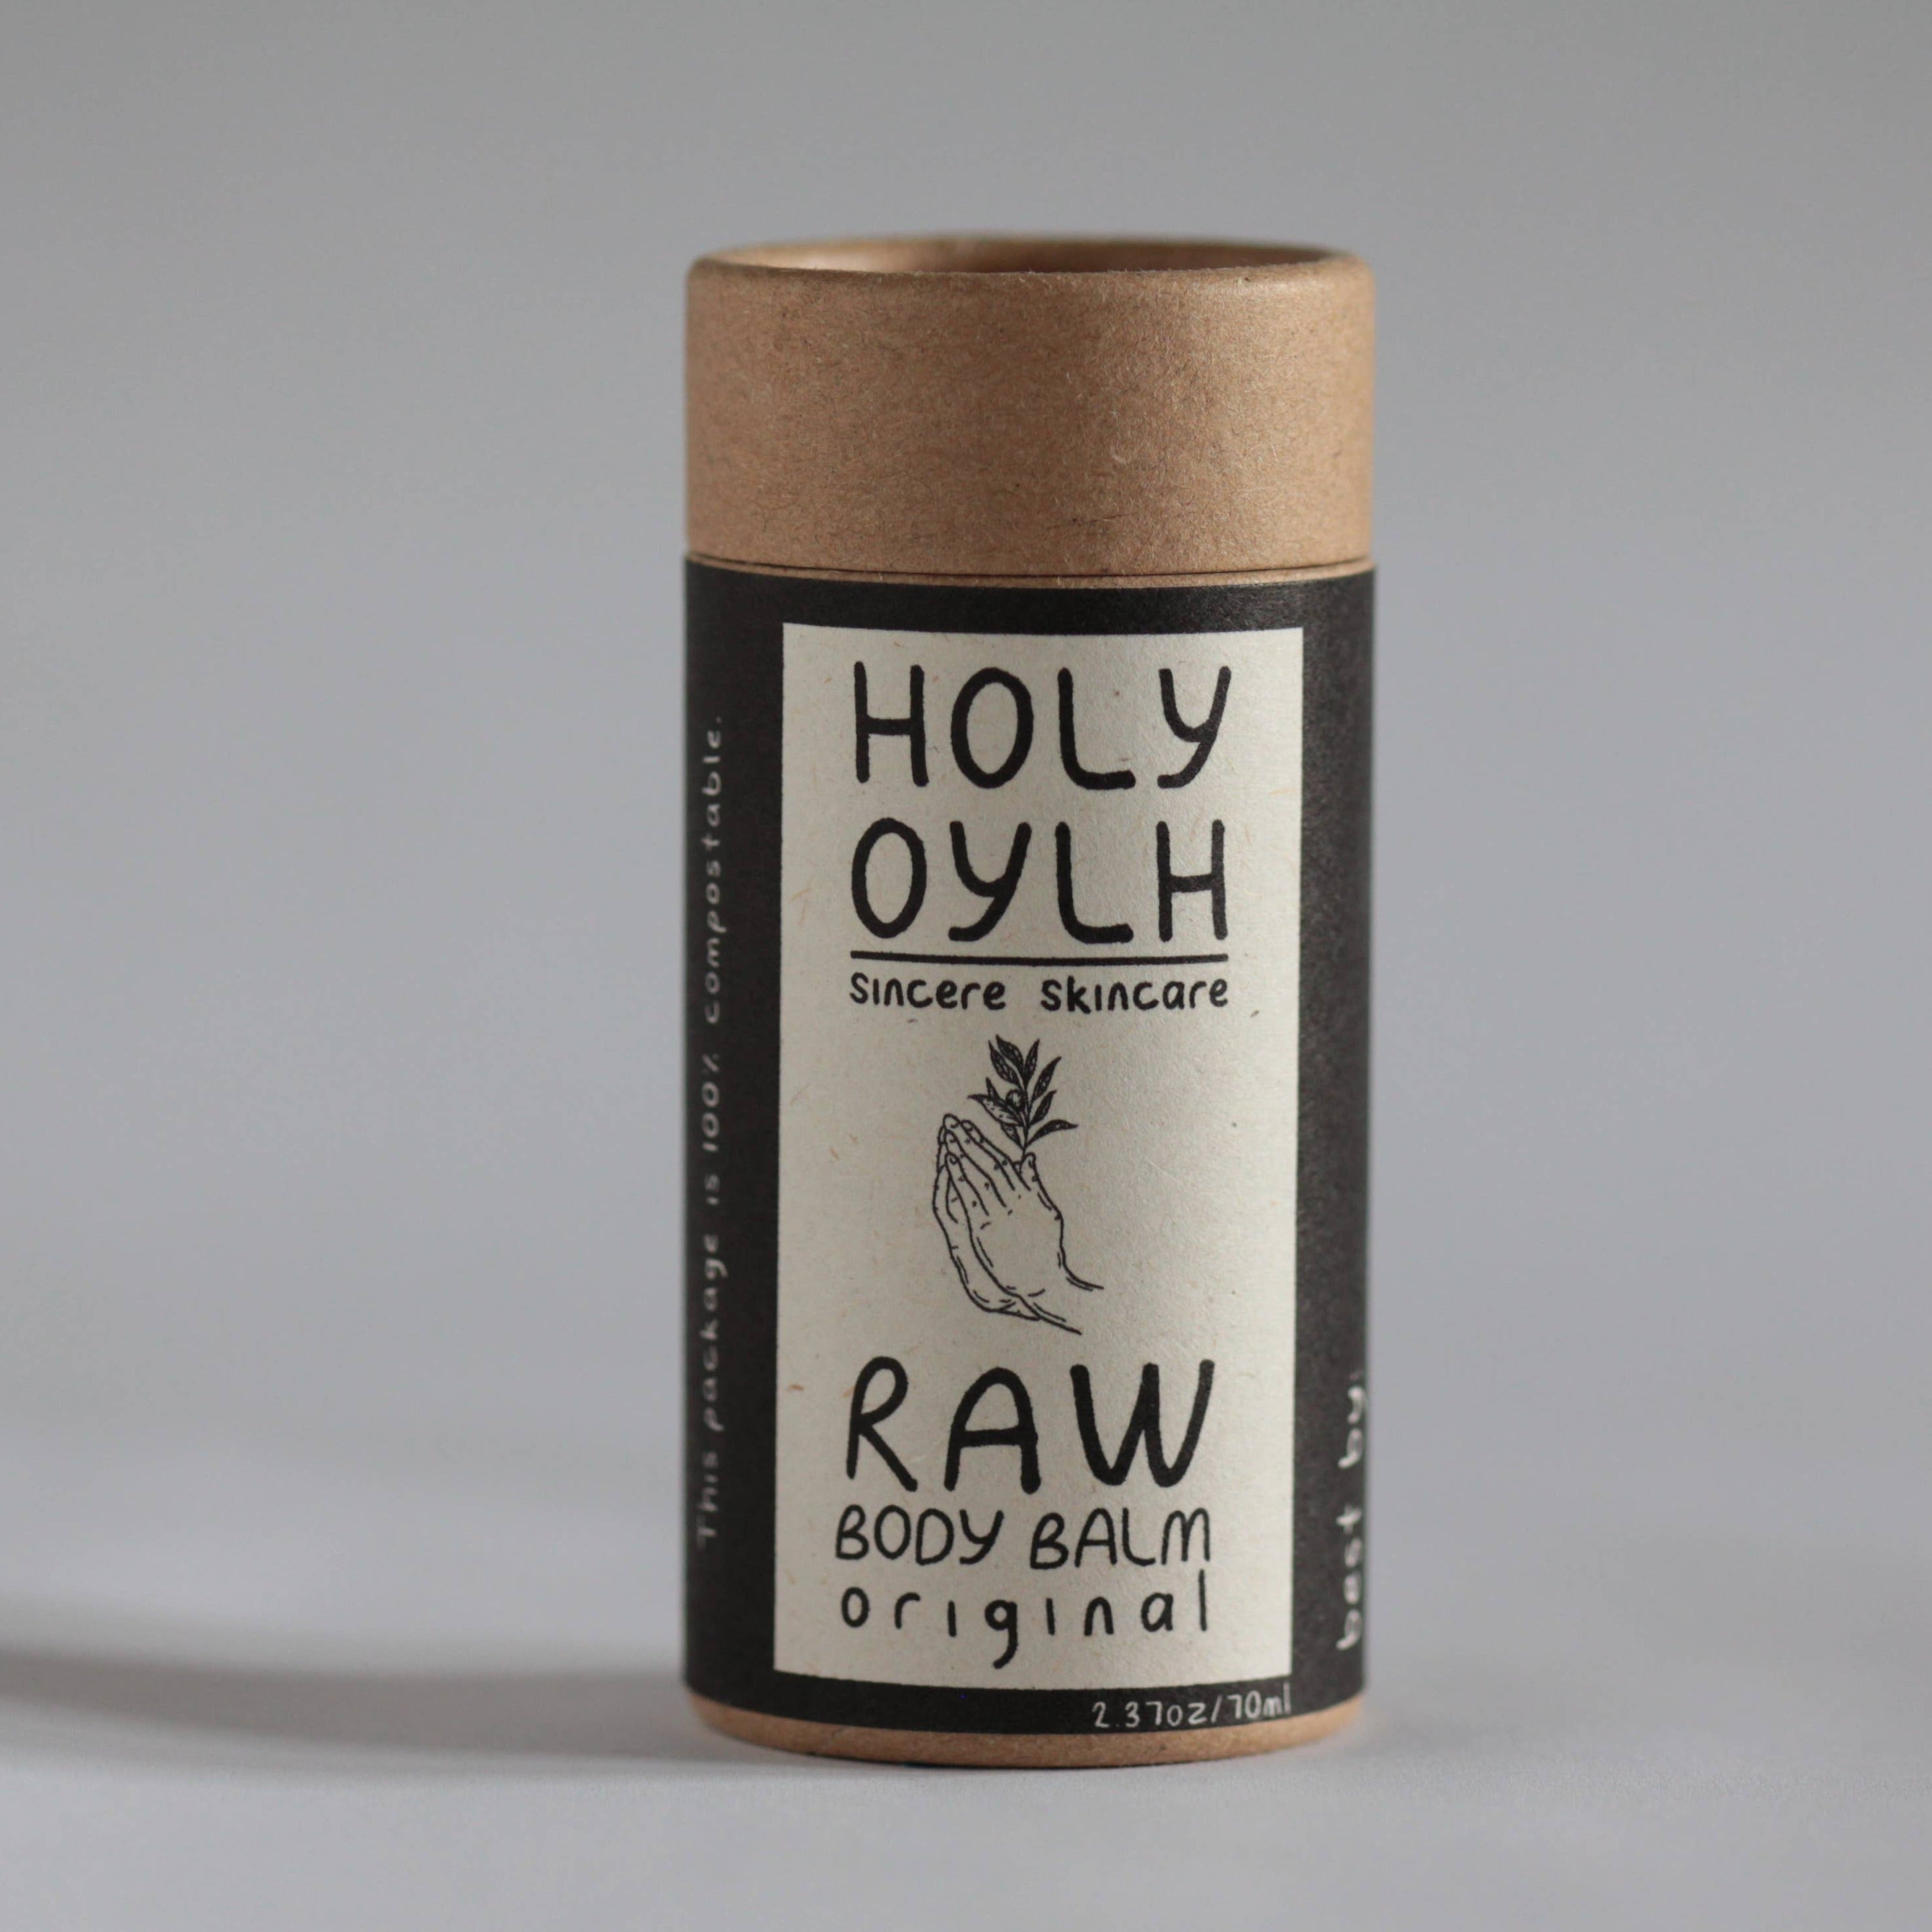 HOLY
OYLH
sincere skincare
RAW
BODY BALM
original
2.37oz/70ml
This package is 100% compostable.
best by: